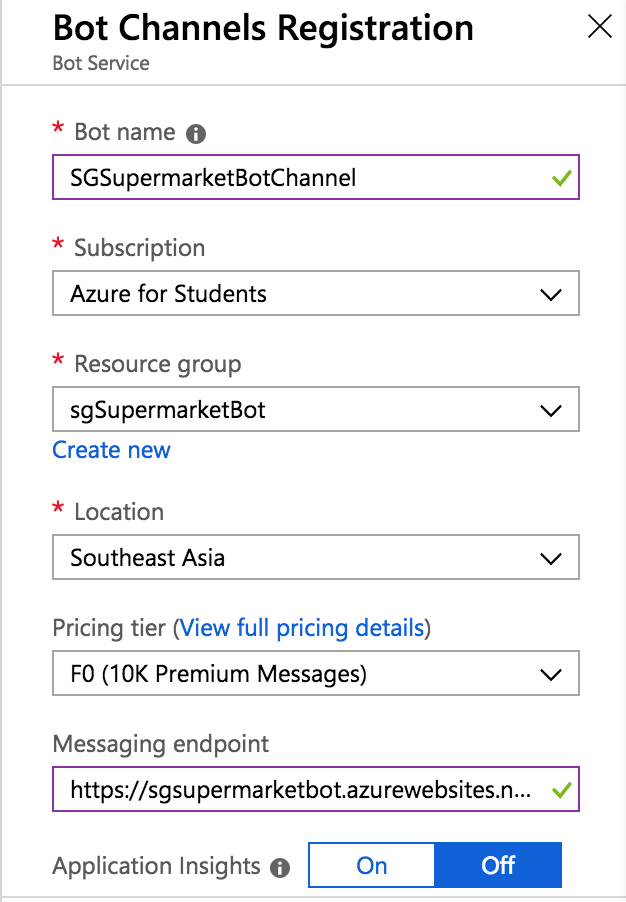 Bot Channels Registration
Bot Service
* Bot name
SGSupermarketBotChannel
* Subscription
Azure for Students
* Resource group
sgSupermarketBot
Create new
* Location
Southeast Asia
Pricing tier (View full pricing details)
F0 (10K Premium Messages)
Messaging endpoint
https://sgsupermarketbot.azurewebsites.n...
Application Insights On Off